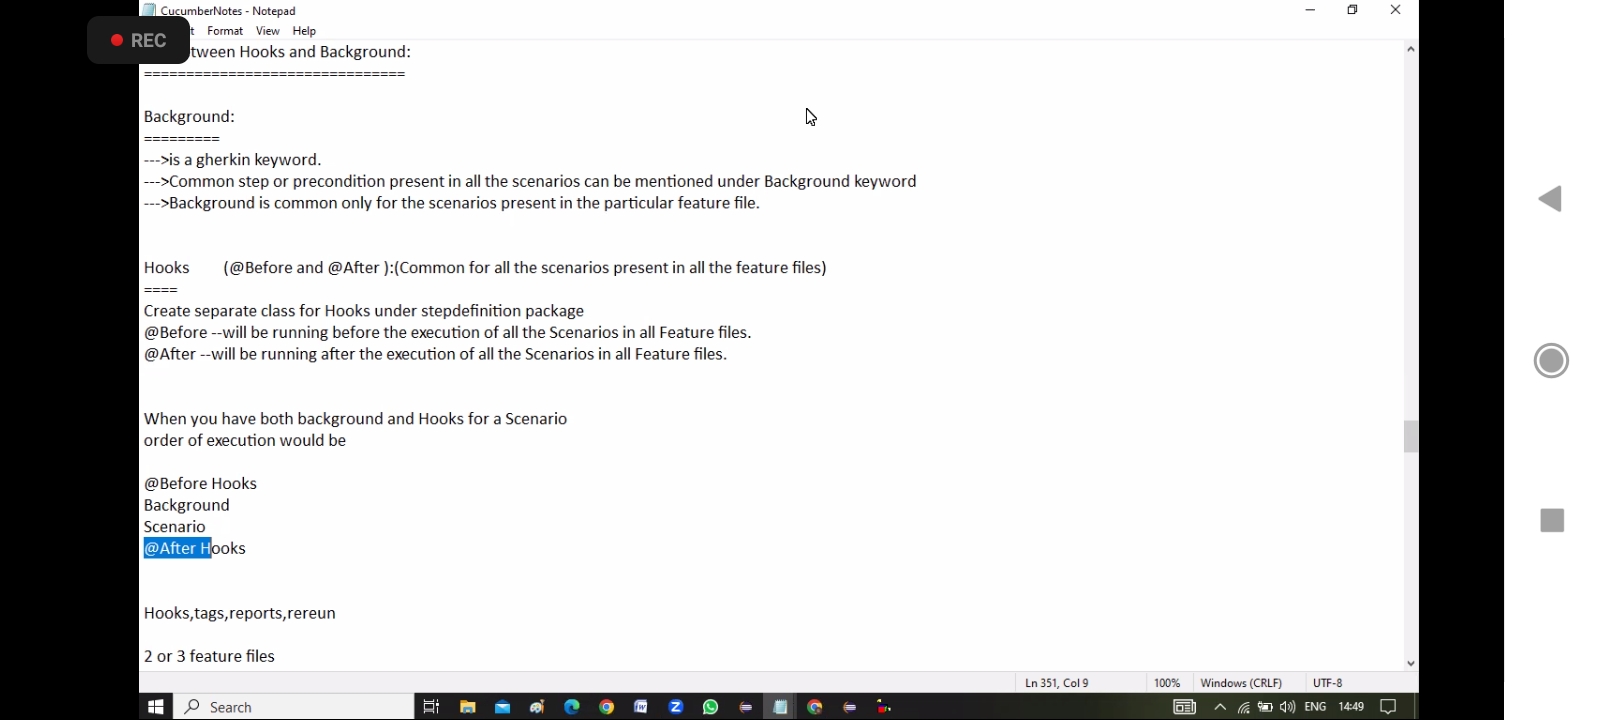 CucumberNotes - Notepad
REC
t Format View Help
tween Hooks and Background:
===============================
Background:
=========
--->is a gherkin keyword.
--->Common step or precondition present in all the scenarios can be mentioned under Background keyword
--->Background is common only for the scenarios present in the particular feature file.
Hooks (@Before and @After ):(Common for all the scenarios present in all the feature files)
====
Create separate class for Hooks under stepdefinition package
@Before --will be running before the execution of all the Scenarios in all Feature files.
@After --will be running after the execution of all the Scenarios in all Feature files.
When you have both background and Hooks for a Scenario
order of execution would be
@Before Hooks
Background
Scenario
@After Hooks
Hooks,tags,reports,rereun
2 or 3 feature files
Ln 351, Col 9 100% Windows (CRLF) UTF-8
Search ENG 14:49